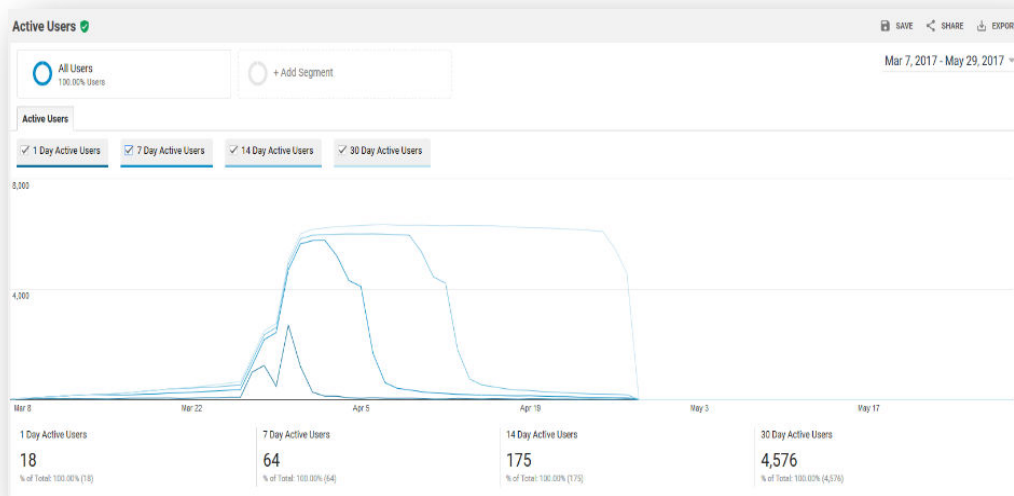 Active Users
SAVE SHARE EXPOR
All Users
100.00% Users
+ Add Segment
Mar 7, 2017 - May 29, 2017
Active Users
1 Day Active Users 7 Day Active Users 14 Day Active Users 30 Day Active Users
8,000
4,000
Mar 8 Mar 22 Apr 5 Apr 19 May 3 May 17
1 Day Active Users 7 Day Active Users 14 Day Active Users 30 Day Active Users
18 64 175 4,576
% of Total: 100.00% (18) % of Total: 100.00% (64) % of Total: 100.00% (175) % of Total: 100.00% (4,576)